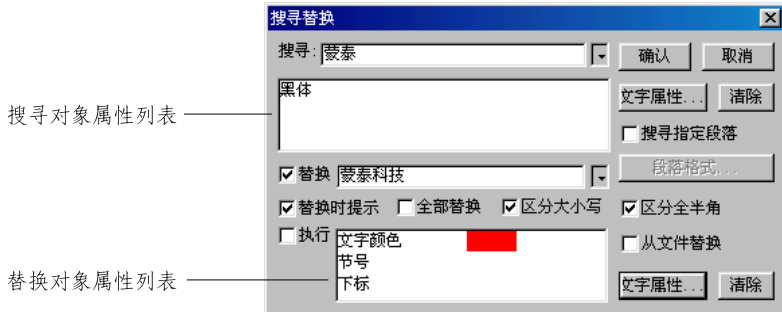 搜寻替换
搜寻: 蒙泰 确认 取消
黑体
文字属性... 清除
搜寻对象属性列表
搜寻指定段落
替换 蒙泰科技 段落格式...
替换时提示 全部替换 区分大小写 区分全半角
执行 文字颜色 从文件替换
节号
下标 文字属性... 清除
替换对象属性列表